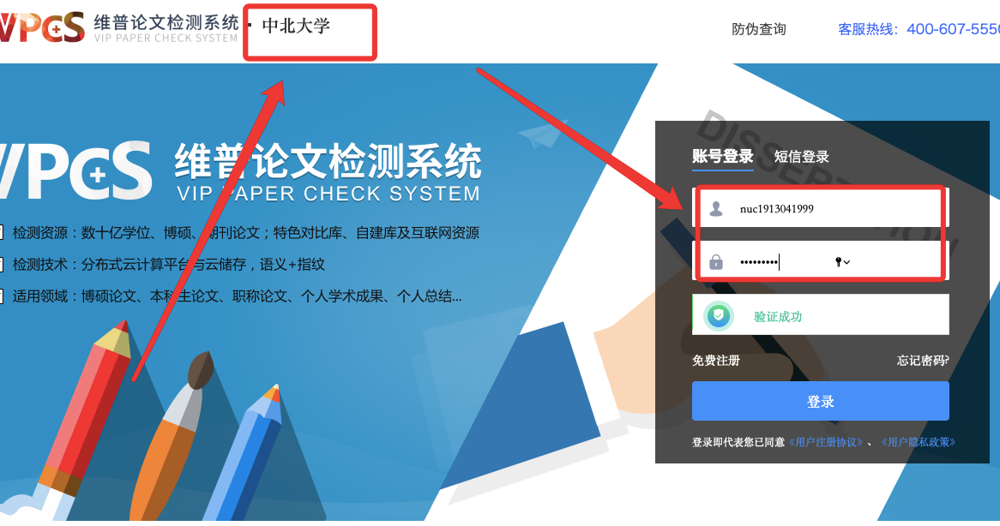 VPCS 维普论文检测系统
VIP PAPER CHECK SYSTEM
· 中北大学
防伪查询
客服热线：400-607-5550
DISSERTATION
VPCS 维普论文检测系统
VIP PAPER CHECK SYSTEM
检测资源：数十亿学位、博硕、期刊论文；特色对比库、自建库及互联网资源
检测技术：分布式云计算平台与云储存，语义+指纹
适用领域：博硕论文、本科生论文、职称论文、个人学术成果、个人总结...
账号登录 短信登录
nuc1913041999
•••••••••
验证成功
免费注册 忘记密码?
登录
登录即代表您已同意《用户注册协议》、《用户隐私政策》